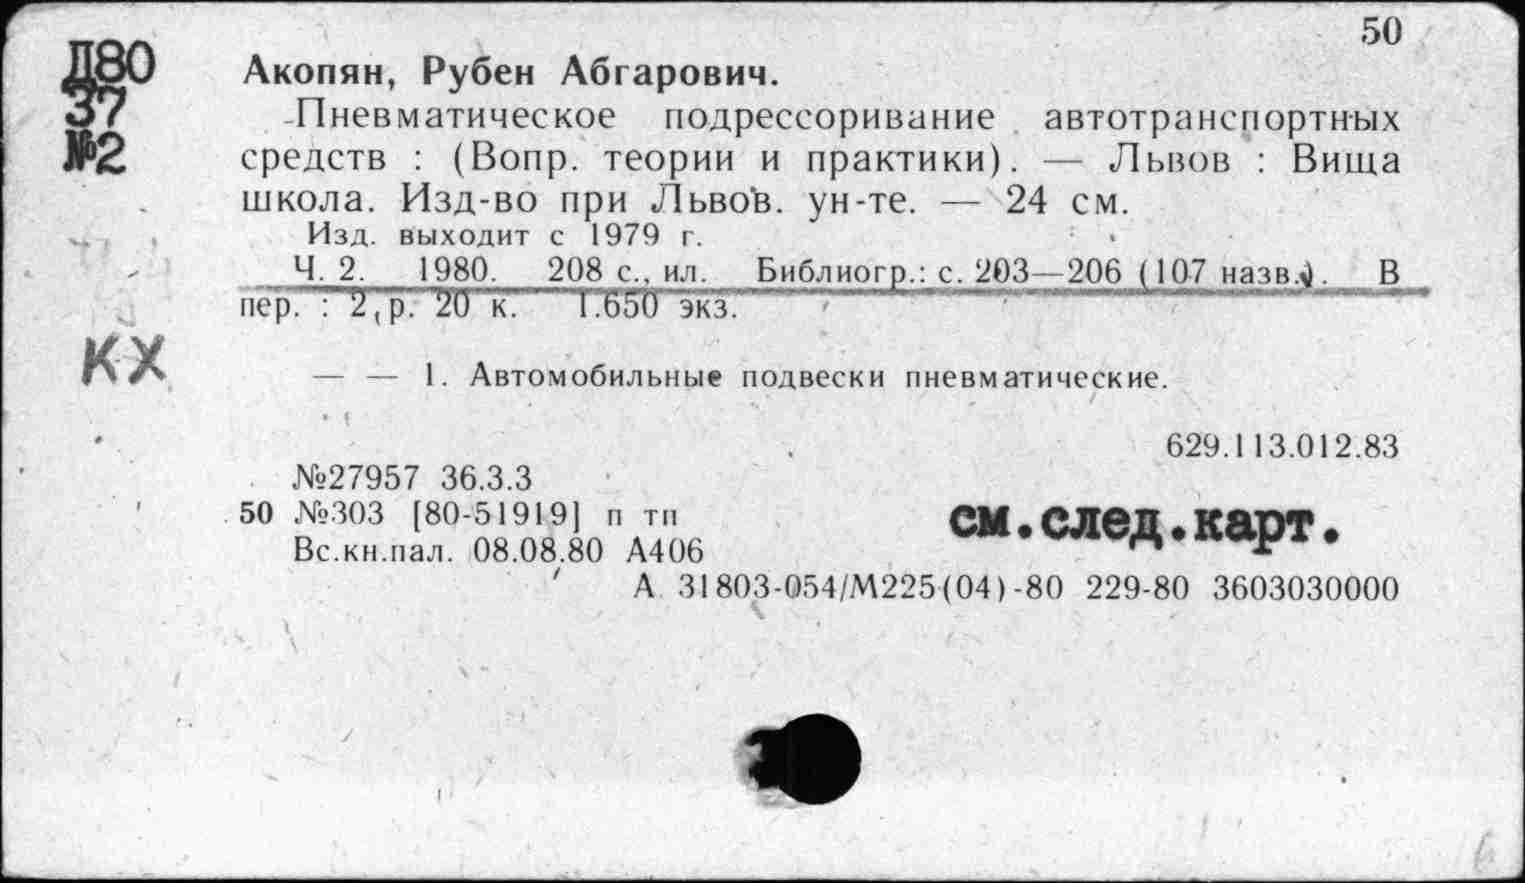 50
Д80
37
№2
Акопян, Рубен Абгарович.
Пневматическое подрессоривание автотранспортных
средств : (Вопр. теории и практики). — Львов : Вища
школа. Изд-во при Львов. ун-те. — 24 см.
Изд. выходит с 1979 г.
Ч. 2. 1980. 208 с., ил. Библиогр.: с. 203—206 (107 назв.). В
пер. : 2 р. 20 к. 1.650 экз.
КХ
— — 1. Автомобильные подвески пневматические.
629.113.012.83
№27957 36.3.3
50 №303 [80-51919] п тп
см.след.карт.
Вс.кн.пал. 08.08.80 А406
А 31803-054/М225(04)-80 229-80 3603030000
6